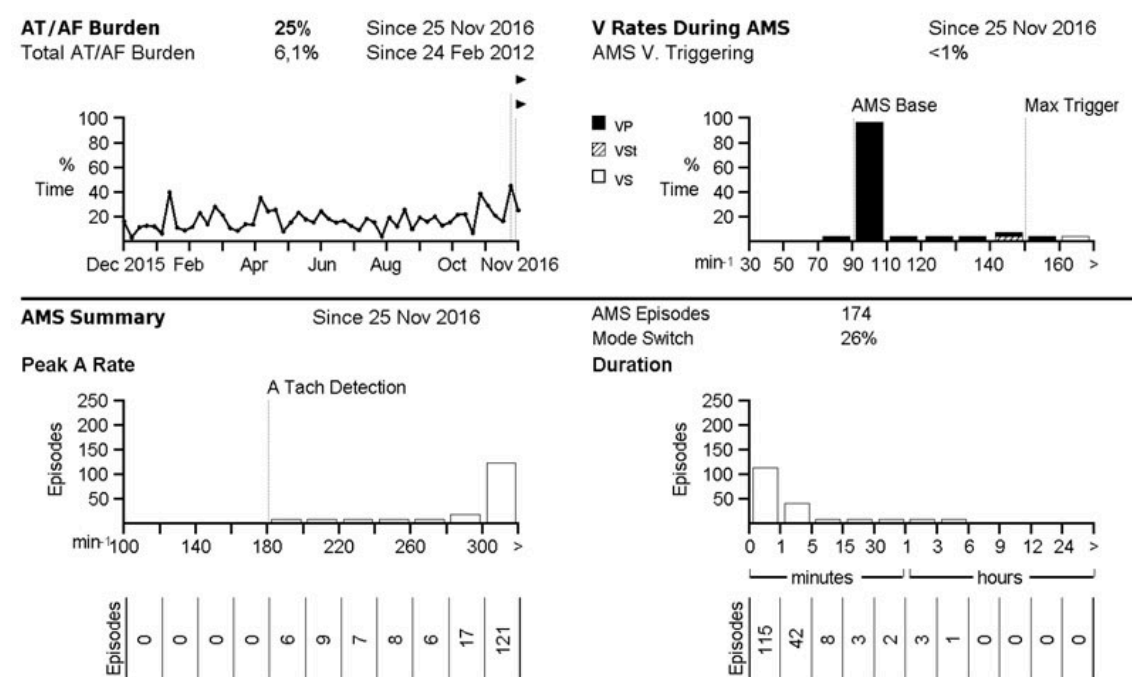 AT/AF Burden 25% Since 25 Nov 2016
Total AT/AF Burden 6,1% Since 24 Feb 2012
100
80
60
40
20
%
Time
Dec 2015 Feb Apr Jun Aug Oct Nov 2016
V Rates During AMS Since 25 Nov 2016
AMS V. Triggering <1%
VP
VSt
VS
AMS Base Max Trigger
100
80
60
40
20
%
Time
min-1 30 50 70 90 110 120 140 160 >
AMS Summary Since 25 Nov 2016
AMS Episodes 174
Mode Switch 26%
Peak A Rate
A Tach Detection
250
200
150
100
50
Episodes
min-1 100 140 180 220 260 300 >
Episodes 0 0 0 0 6 9 7 8 6 17 121
Duration
250
200
150
100
50
Episodes
0 1 5 15 30 1 3 6 9 12 24 >
minutes hours
Episodes 115 42 8 3 2 3 1 0 0 0 0